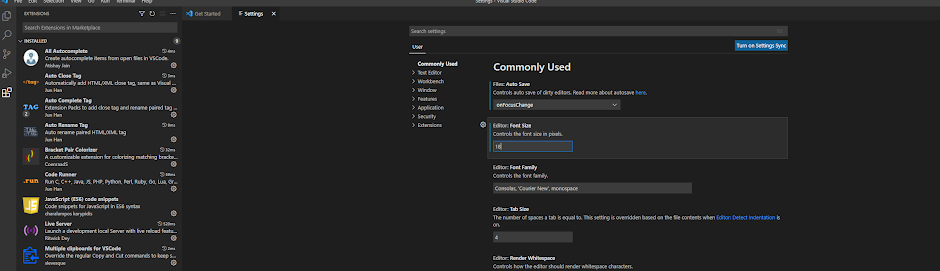 File Edit Selection View Go Run Terminal Help
Settings - Visual Studio Code
EXTENSIONS
Get Started
Settings
Search Extensions in Marketplace
INSTALLED
9
All Autocomplete
4ms
Create autocomplete items from open files in VSCode.
Atishay Jain
Auto Close Tag
Automatically add HTML/XML close tag, same as Visual ...
Jun Han
TAG
2
Auto Complete Tag
Extension Packs to add close tag and rename paired tag ...
Jun Han
Auto Rename Tag
Auto rename paired HTML/XML tag
Jun Han
Bracket Pair Colorizer
32ms
A customizable extension for colorizing matching bracke...
CoenraadS
.run
Code Runner
Run C, C++, Java, JS, PHP, Python, Perl, Ruby, Go, Lua, Gr...
Jun Han
JS
JavaScript (ES6) code snippets
Code snippets for JavaScript in ES6 syntax
charalampos karypidis
Live Server
Launch a development local Server with live reload featur...
Ritwick Dey
Multiple clipboards for VSCode
Override the regular Copy and Cut commands to keep s...
slevesque
Search settings
User
Turn on Settings Sync
Commonly Used
Text Editor
Workbench
Window
Features
Application
Security
Extensions
Commonly Used
Files: Auto Save
Controls auto save of dirty editors. Read more about autosave here.
onFocusChange
Editor: Font Size
Controls the font size in pixels.
Editor: Font Family
Controls the font family.
Consolas, 'Courier New', monospace
Editor: Tab Size
The number of spaces a tab is equal to. This setting is overridden based on the file contents when Editor: Detect Indentation is
on.
4
Editor: Render Whitespace
Controls how the editor should render whitespace characters.